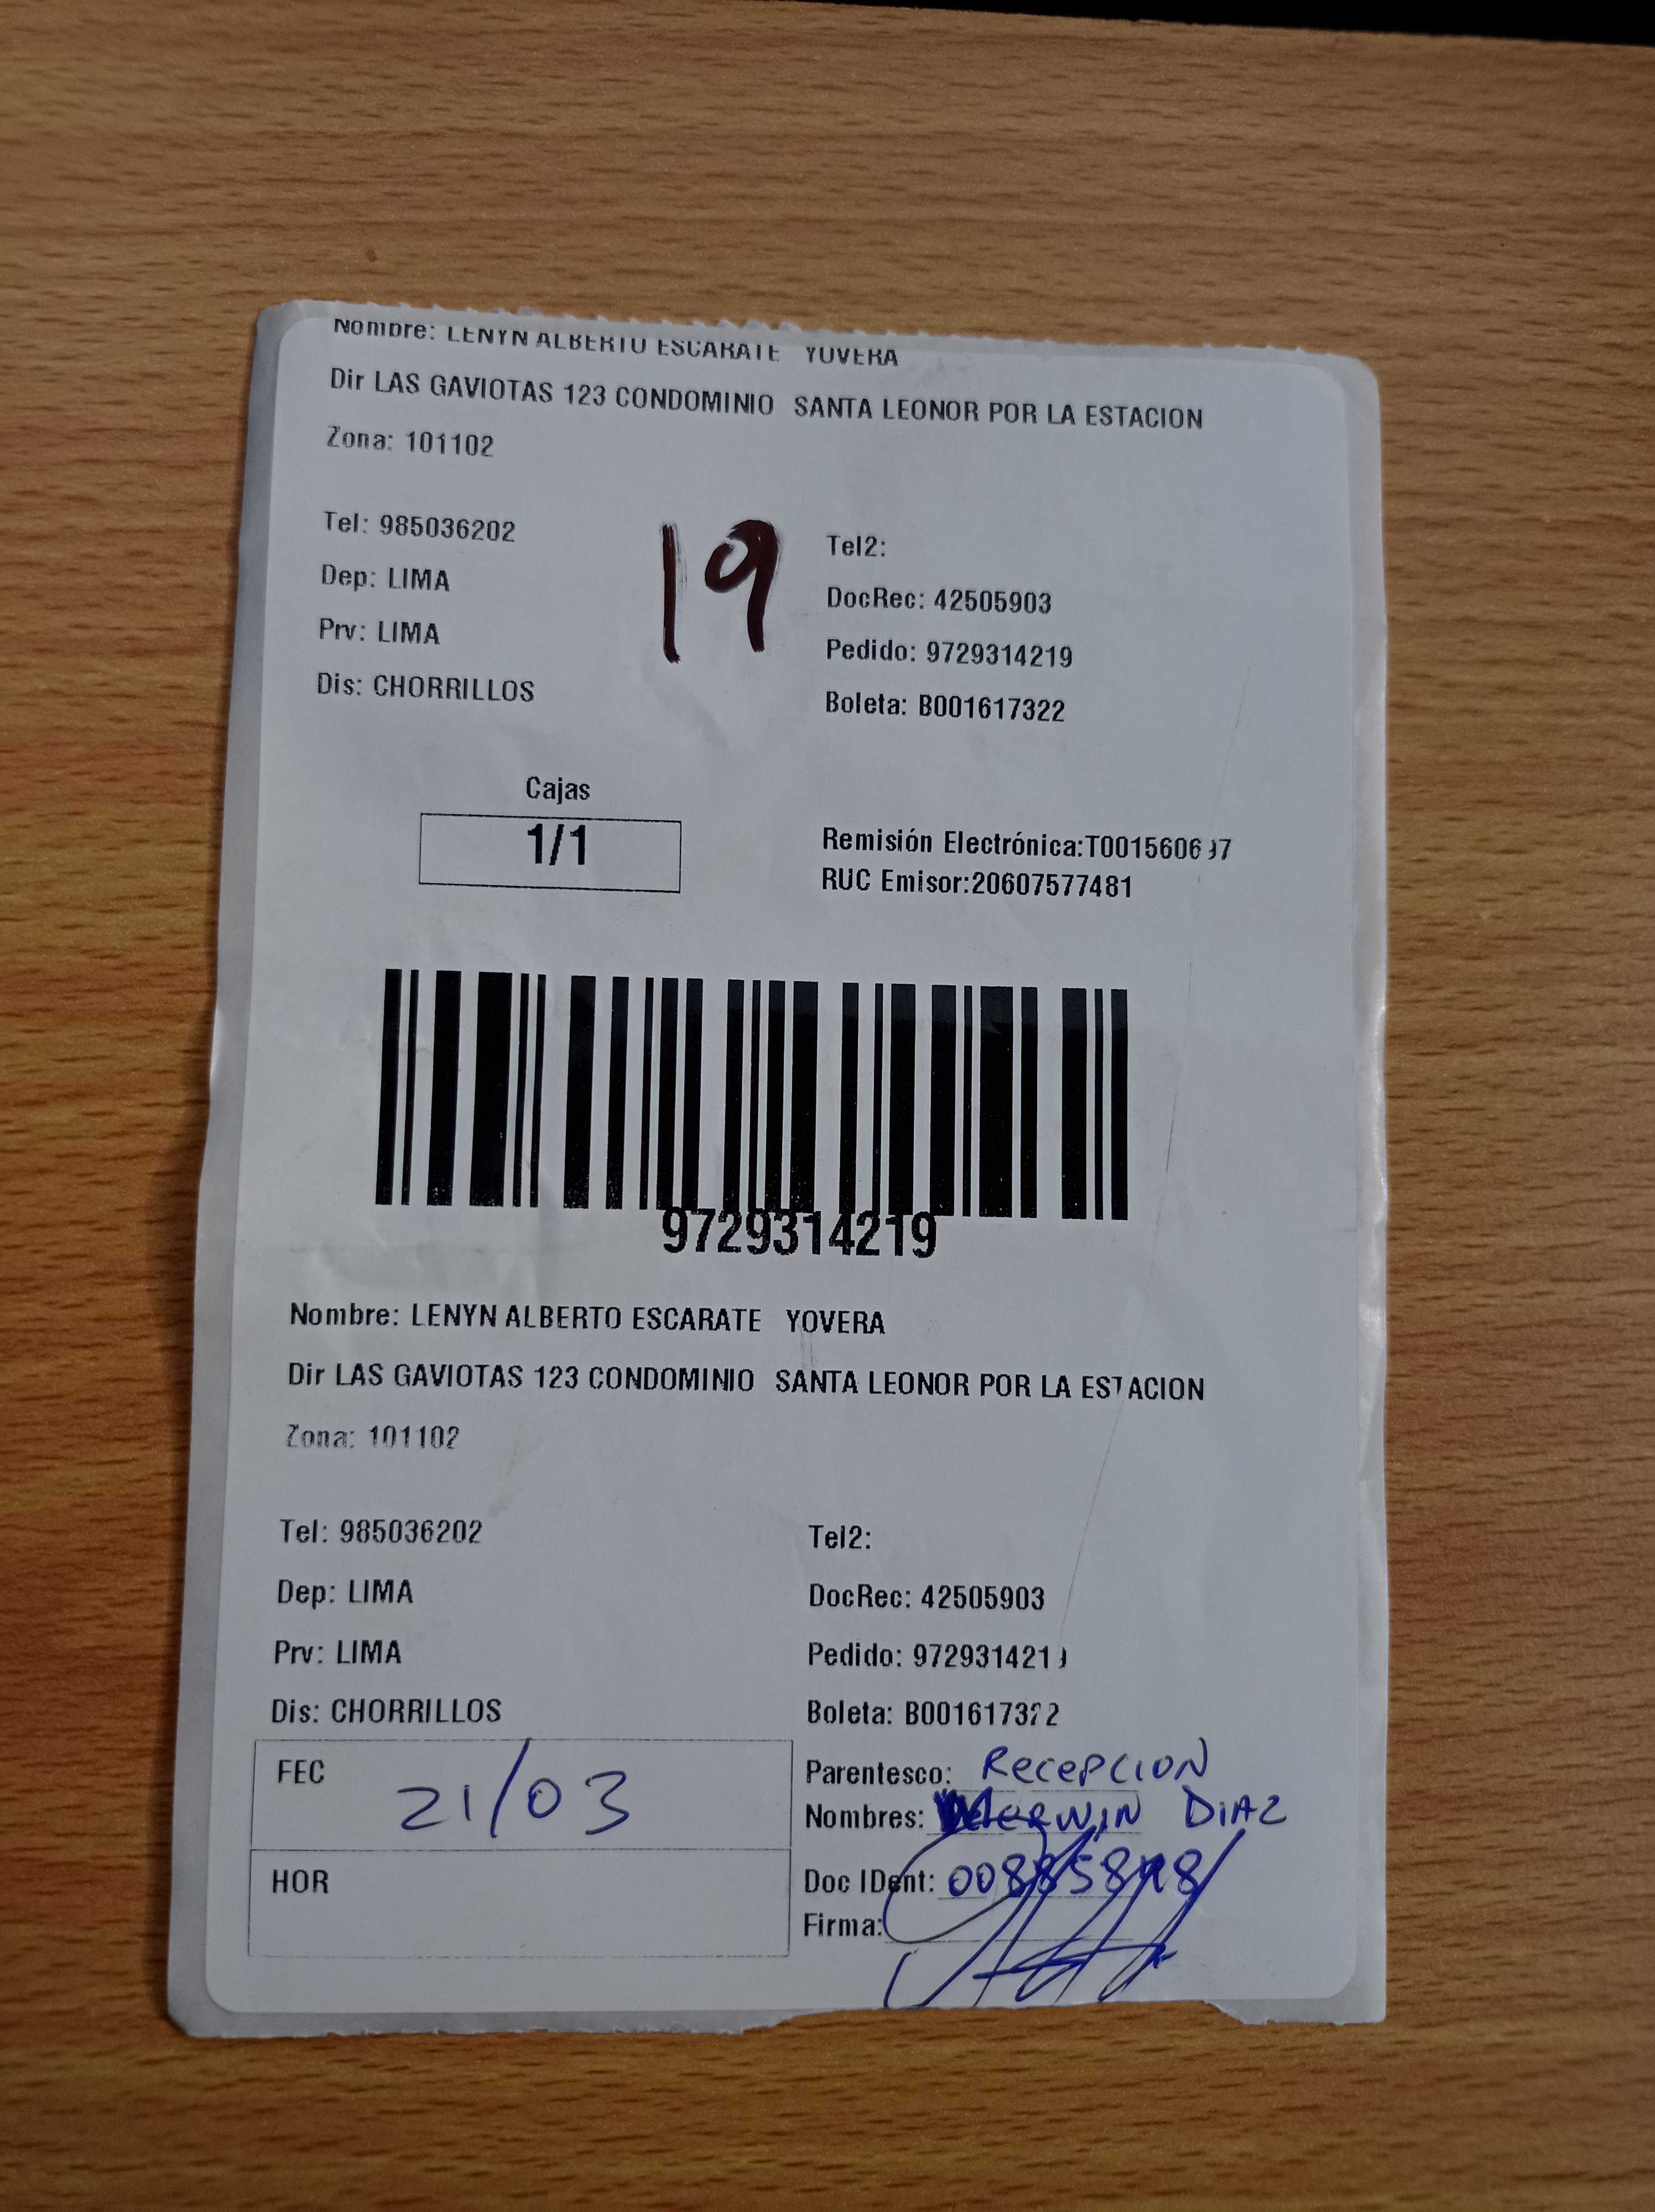 Nombre: LENYN ALBERTO ESCARATE YOVERA
Dir LAS GAVIOTAS 123 CONDOMINIO SANTA LEONOR POR LA ESTACION
Zona: 101102
19
Tel: 985036202
Tel2:
Dep: LIMA
DocRec: 42505903
Prv: LIMA
Pedido: 9729314219
Dis: CHORRILLOS
Boleta: B001617322
Cajas
1/1
Remisión Electrónica:
RUC Emisor:20607577481
9729314219
Nombre: LENYN ALBERTO ESCARATE YOVERA
Dir LAS GAVIOTAS 123 CONDOMINIO SANTA LEONOR POR LA ESTACION
Zona: 101102
Tel: 985036202
Tel2:
Dep: LIMA
DocRec: 42505903
Prv: LIMA
Pedido: 9729314219
Dis: CHORRILLOS
Boleta: B001617322
FEC 21/03
Parentesco: RECEPCION
Nombres: DIAZ
HOR
Doc IDent:
Firma: